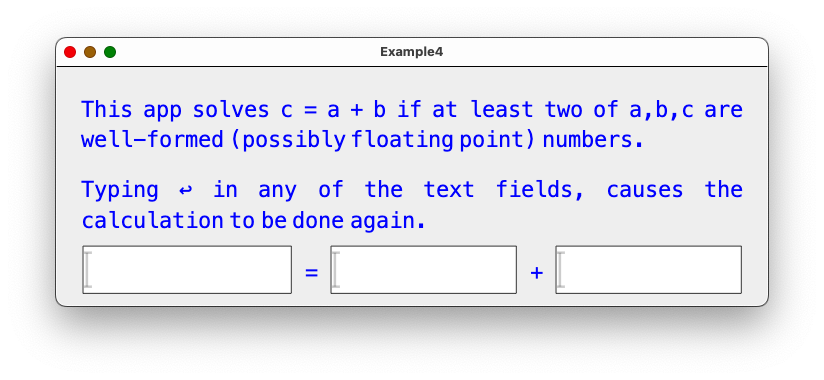 Example4
This app solves c = a + b if at least two of a,b,c are
well-formed (possibly floating point) numbers.
Typing ↩ in any of the text fields, causes the
calculation to be done again.
= +